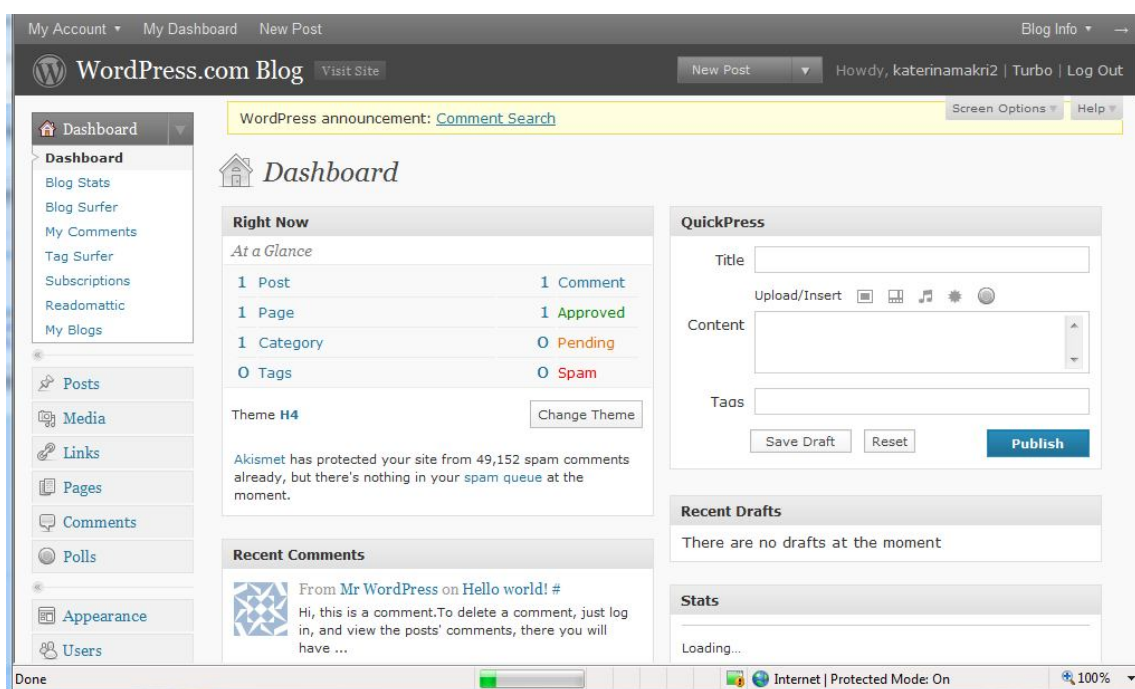 My Account ▾ My Dashboard New Post Blog Info ▾ →
WordPress.com Blog Visit Site New Post ▼ Howdy, katerinamakri2 | Turbo | Log Out
Screen Options ▾ Help ▾
WordPress announcement: Comment Search
Dashboard
Dashboard
Blog Stats
Blog Surfer
My Comments
Tag Surfer
Subscriptions
Readomattic
My Blogs
Posts
Media
Links
Pages
Comments
Polls
Appearance
Users
Dashboard
Right Now
At a Glance
1 Post 1 Comment
1 Page 1 Approved
1 Category 0 Pending
0 Tags 0 Spam
Theme H4 Change Theme
Akismet has protected your site from 49,152 spam comments
already, but there's nothing in your spam queue at the
moment.
Recent Comments
From Mr WordPress on Hello world! #
Hi, this is a comment.To delete a comment, just log
in, and view the posts' comments, there you will
have ...
QuickPress
Title
Upload/Insert
Content
Tags
Save Draft Reset Publish
Recent Drafts
There are no drafts at the moment
Stats
Loading...
Done Internet | Protected Mode: On 100%